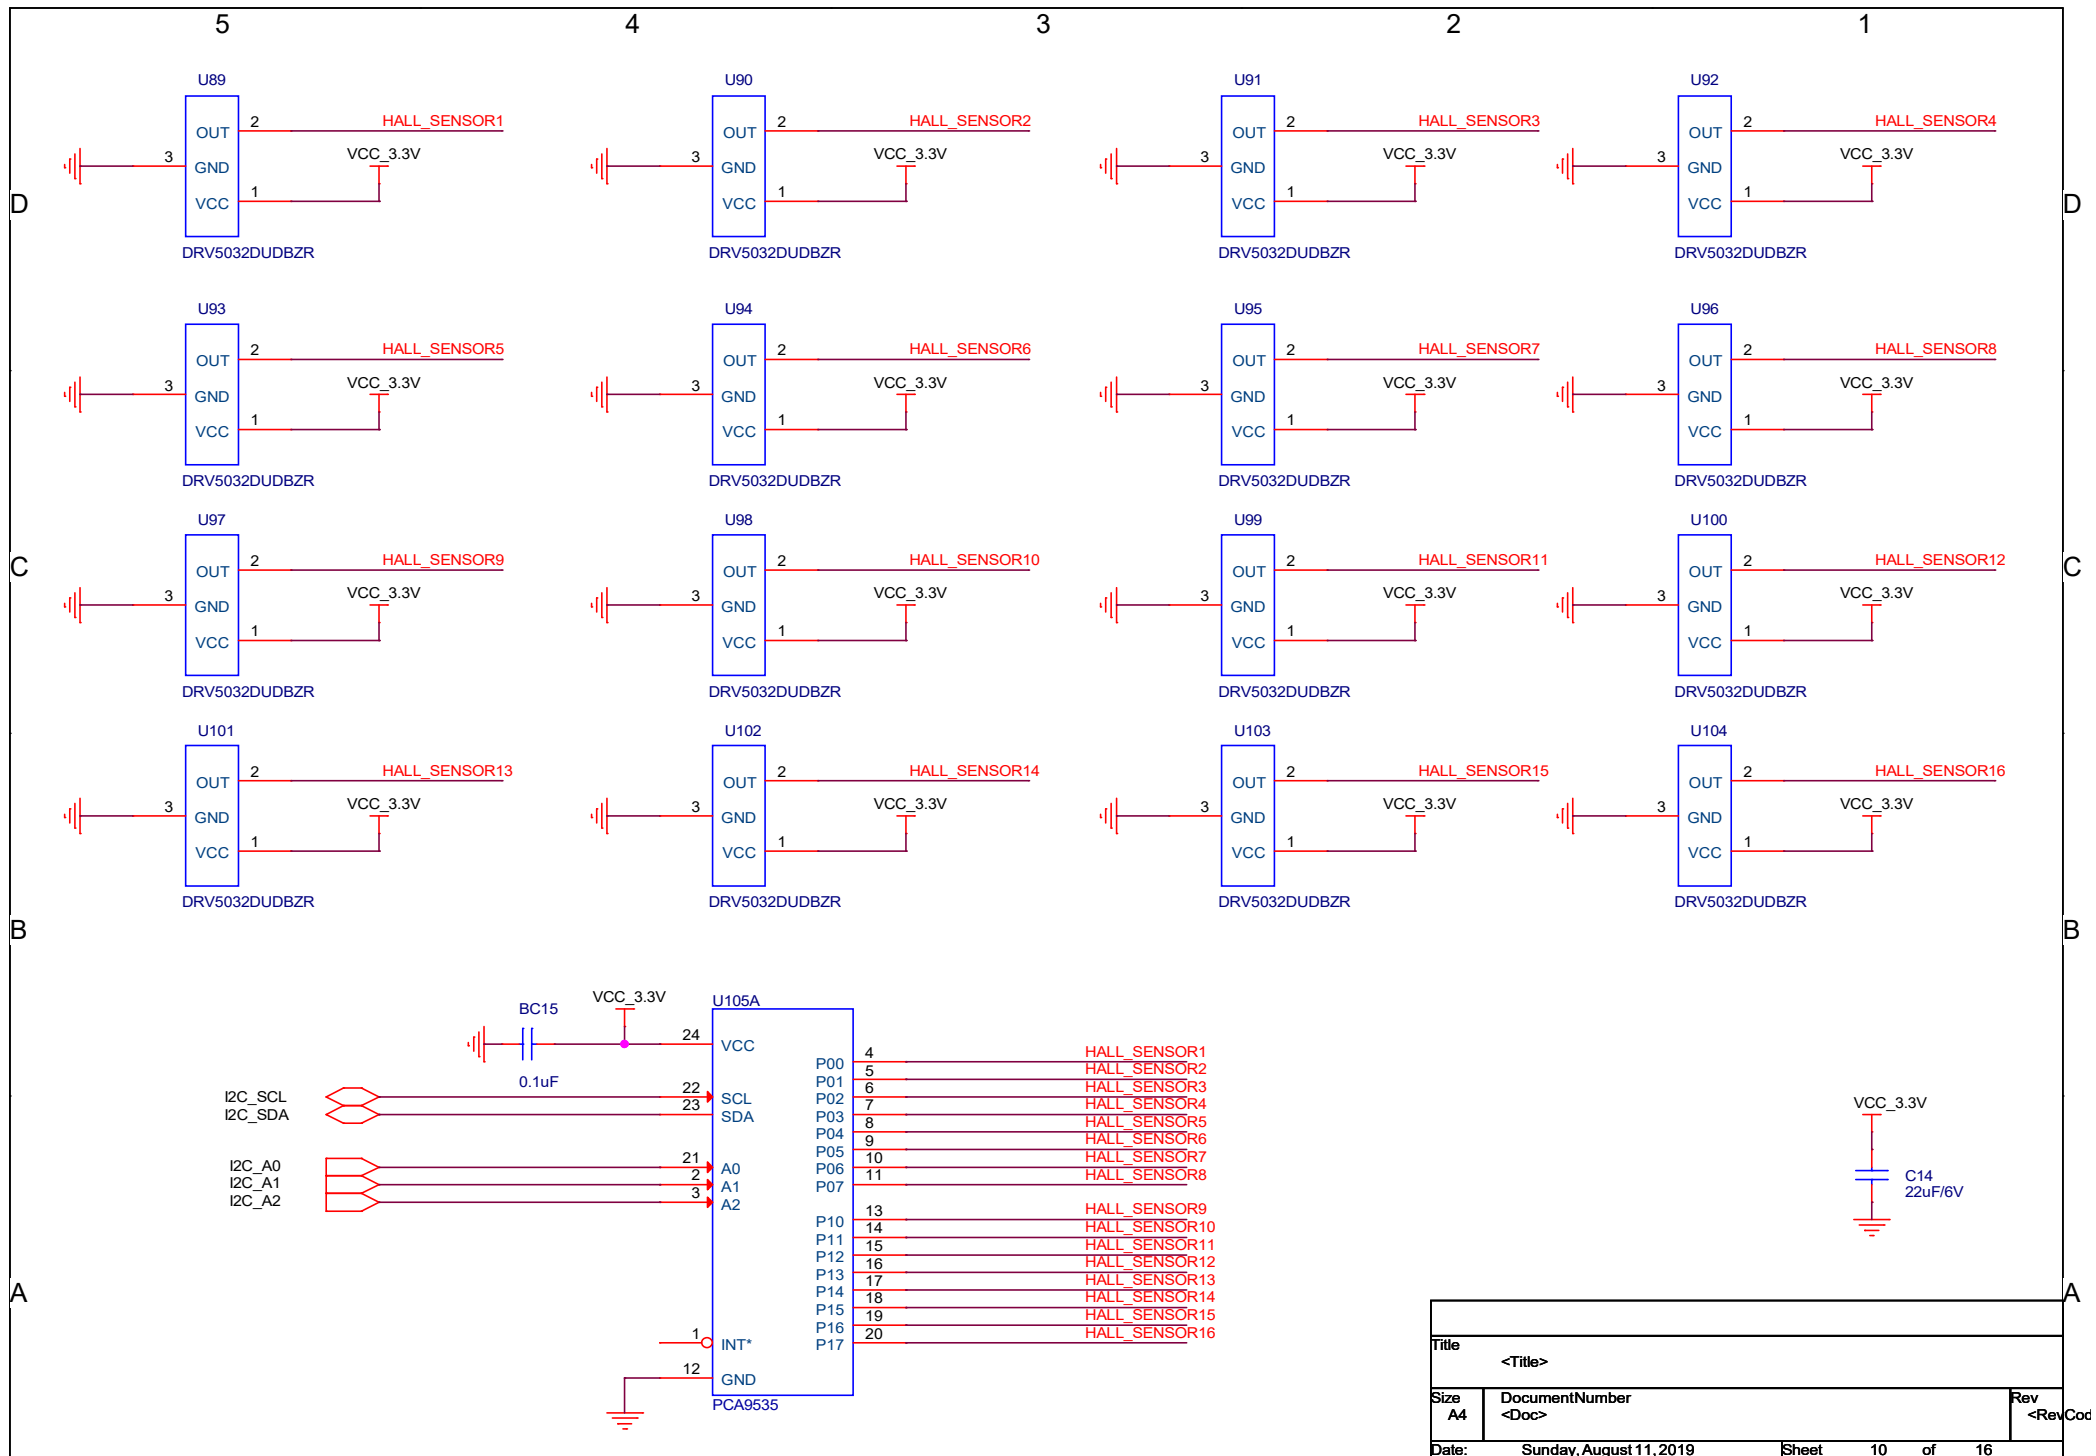 5 4 3 2 1
U89 U90 U91 U92
OUT 2 HALL_SENSOR1 OUT 2 HALL_SENSOR2 OUT 2 HALL_SENSOR3 OUT 2 HALL_SENSOR4
3 GND VCC_3.3V 3 GND VCC_3.3V 3 GND VCC_3.3V 3 GND VCC_3.3V
D VCC 1 VCC 1 VCC 1 VCC 1 D
DRV5032DUDBZR DRV5032DUDBZR DRV5032DUDBZR DRV5032DUDBZR
U93 U94 U95 U96
OUT 2 HALL_SENSOR5 OUT 2 HALL_SENSOR6 OUT 2 HALL_SENSOR7 OUT 2 HALL_SENSOR8
3 GND VCC_3.3V 3 GND VCC_3.3V 3 GND VCC_3.3V 3 GND VCC_3.3V
VCC 1 VCC 1 VCC 1 VCC 1
DRV5032DUDBZR DRV5032DUDBZR DRV5032DUDBZR DRV5032DUDBZR
U97 U98 U99 U100
C OUT 2 HALL_SENSOR9 OUT 2 HALL_SENSOR10 OUT 2 HALL_SENSOR11 OUT 2 HALL_SENSOR12 C
3 GND VCC_3.3V 3 GND VCC_3.3V 3 GND VCC_3.3V 3 GND VCC_3.3V
VCC 1 VCC 1 VCC 1 VCC 1
DRV5032DUDBZR DRV5032DUDBZR DRV5032DUDBZR DRV5032DUDBZR
U101 U102 U103 U104
OUT 2 HALL_SENSOR13 OUT 2 HALL_SENSOR14 OUT 2 HALL_SENSOR15 OUT 2 HALL_SENSOR16
3 GND VCC_3.3V 3 GND VCC_3.3V 3 GND VCC_3.3V 3 GND VCC_3.3V
VCC 1 VCC 1 VCC 1 VCC 1
DRV5032DUDBZR DRV5032DUDBZR DRV5032DUDBZR DRV5032DUDBZR
B B
BC15 VCC_3.3V U105A
24 VCC
0.1uF
I2C_SCL 22 SCL
I2C_SDA 23 SDA
I2C_A0 21 A0
I2C_A1 2 A1
I2C_A2 3 A2
1 INT*
12 GND
PCA9535
P00 4 HALL_SENSOR1
P01 5 HALL_SENSOR2
P02 6 HALL_SENSOR3
P03 7 HALL_SENSOR4
P04 8 HALL_SENSOR5
P05 9 HALL_SENSOR6
P06 10 HALL_SENSOR7
P07 11 HALL_SENSOR8
P10 13 HALL_SENSOR9
P11 14 HALL_SENSOR10
P12 15 HALL_SENSOR11
P13 16 HALL_SENSOR12
P14 17 HALL_SENSOR13
P15 18 HALL_SENSOR14
P16 19 HALL_SENSOR15
P17 20 HALL_SENSOR16
VCC_3.3V
C14
22uF/6V
A A
Title
<Title>
Size Document Number Rev
A4 <Doc> <RevCod
Date: Sunday, August 11, 2019 Sheet 10 of 16